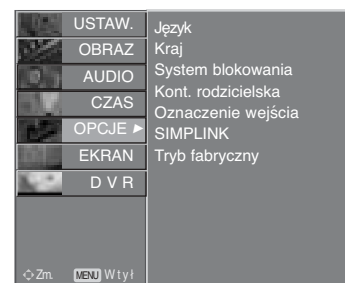 USTAW.
OBRAZ
AUDIO
CZAS
OPCJE
EKRAN
D V R
Język
Kraj
System blokowania
Kont. rodzicielska
Oznaczenie wejścia
SIMPLINK
Tryb fabryczny
Zm. MENU Wtył